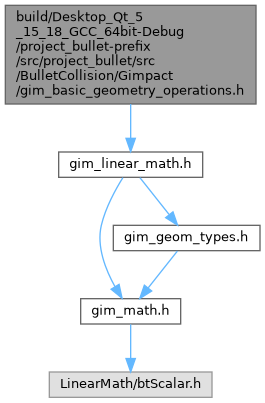 build/Desktop_Qt_5
_15_18_GCC_64bit-Debug
/project_bullet-prefix
/src/project_bullet/src
/BulletCollision/Gimpact
/gim_basic_geometry_operations.h
gim_linear_math.h
gim_geom_types.h
gim_math.h
LinearMath/btScalar.h